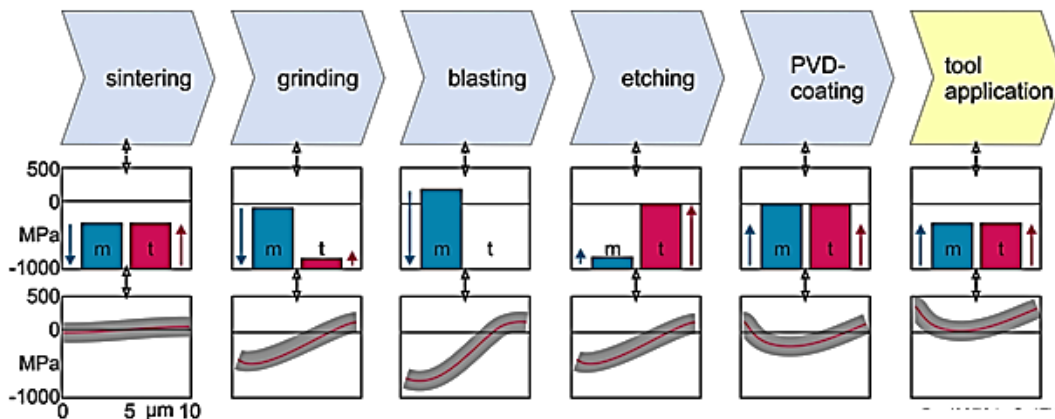 sintering
grinding
blasting
etching
PVD-
coating
tool
application
500
0
MPa
-1000
m t
m t
m t
m t
m t
m t
500
0
MPa
-1000
0 5 μm 10